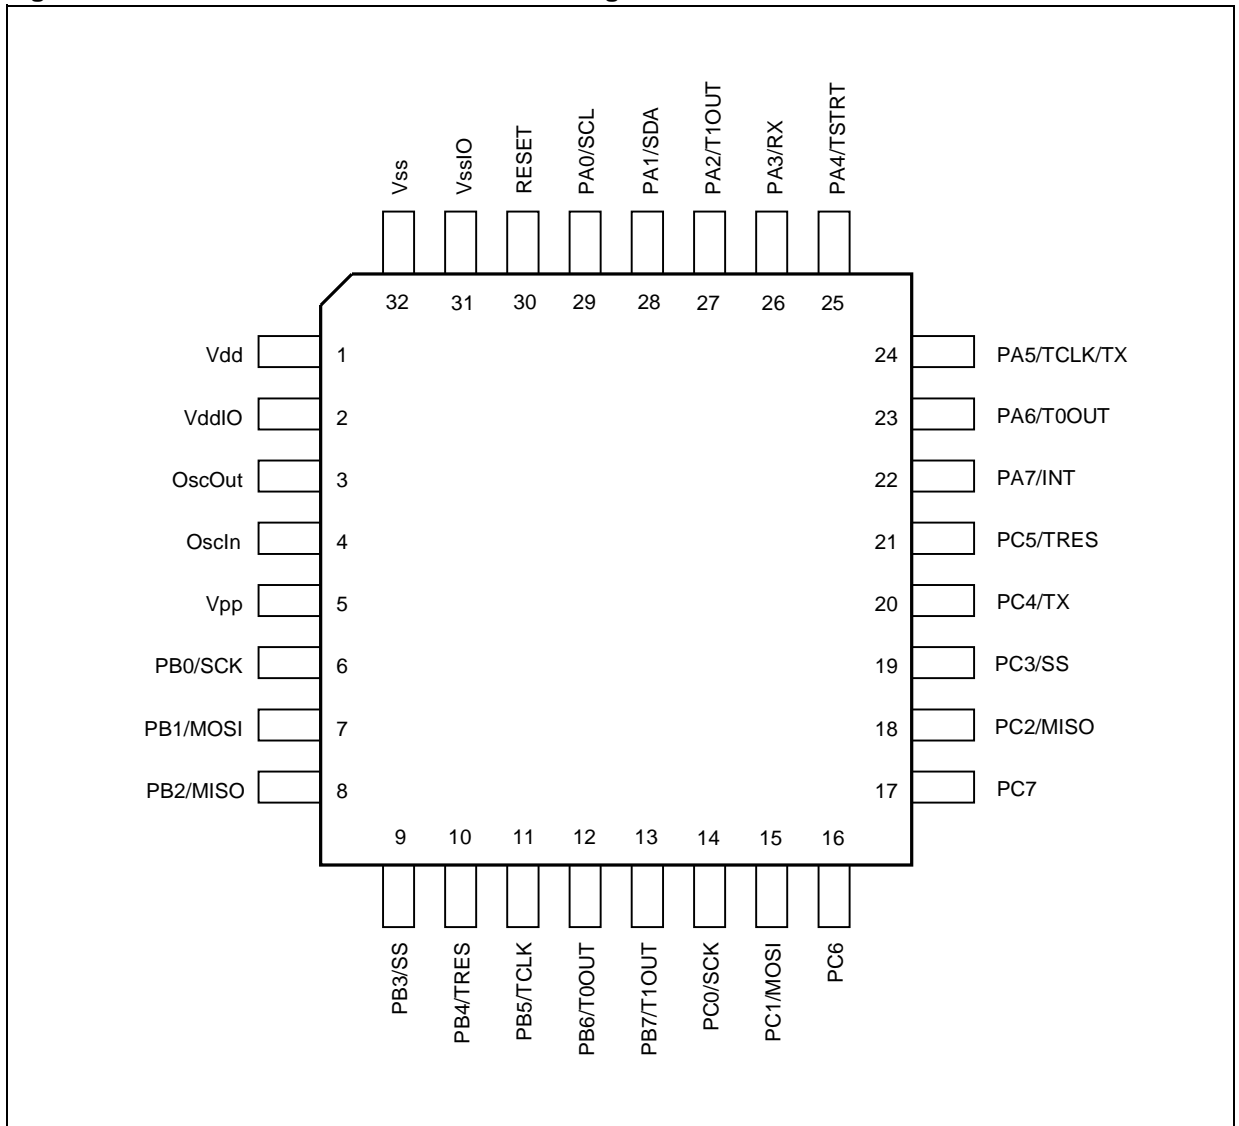 Vss
VssIO
RESET
PA0/SCL
PA1/SDA
PA2/T1OUT
PA3/RX
PA4/TSTRT
32
31
30
29
28
27
26
25
Vdd
1
24
PA5/TCLK/TX
VddIO
2
23
PA6/T0OUT
OscOut
3
22
PA7/INT
OscIn
4
21
PC5/TRES
Vpp
5
20
PC4/TX
PB0/SCK
6
19
PC3/SS
PB1/MOSI
7
18
PC2/MISO
PB2/MISO
8
17
PC7
9
10
11
12
13
14
15
16
PB3/SS
PB4/TRES
PB5/TCLK
PB6/T0OUT
PB7/T1OUT
PC0/SCK
PC1/MOSI
PC6